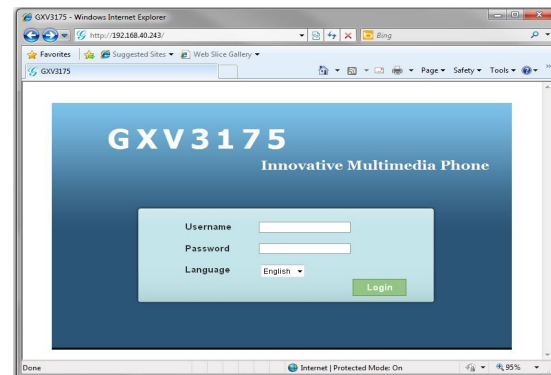 GXV3175 - Windows Internet Explorer
http://192.168.40.243/
Bing
Favorites Suggested Sites Web Slice Gallery
GXV3175
Page Safety Tools
GXV3175
Innovative Multimedia Phone
Username
Password
Language English
Login
Done Internet | Protected Mode: On 95%